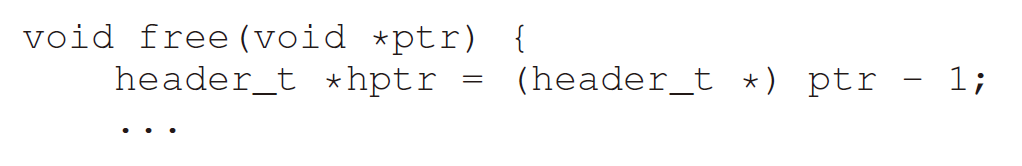 void free(void *ptr) {
    header_t *hptr = (header_t *) ptr - 1;
    ...